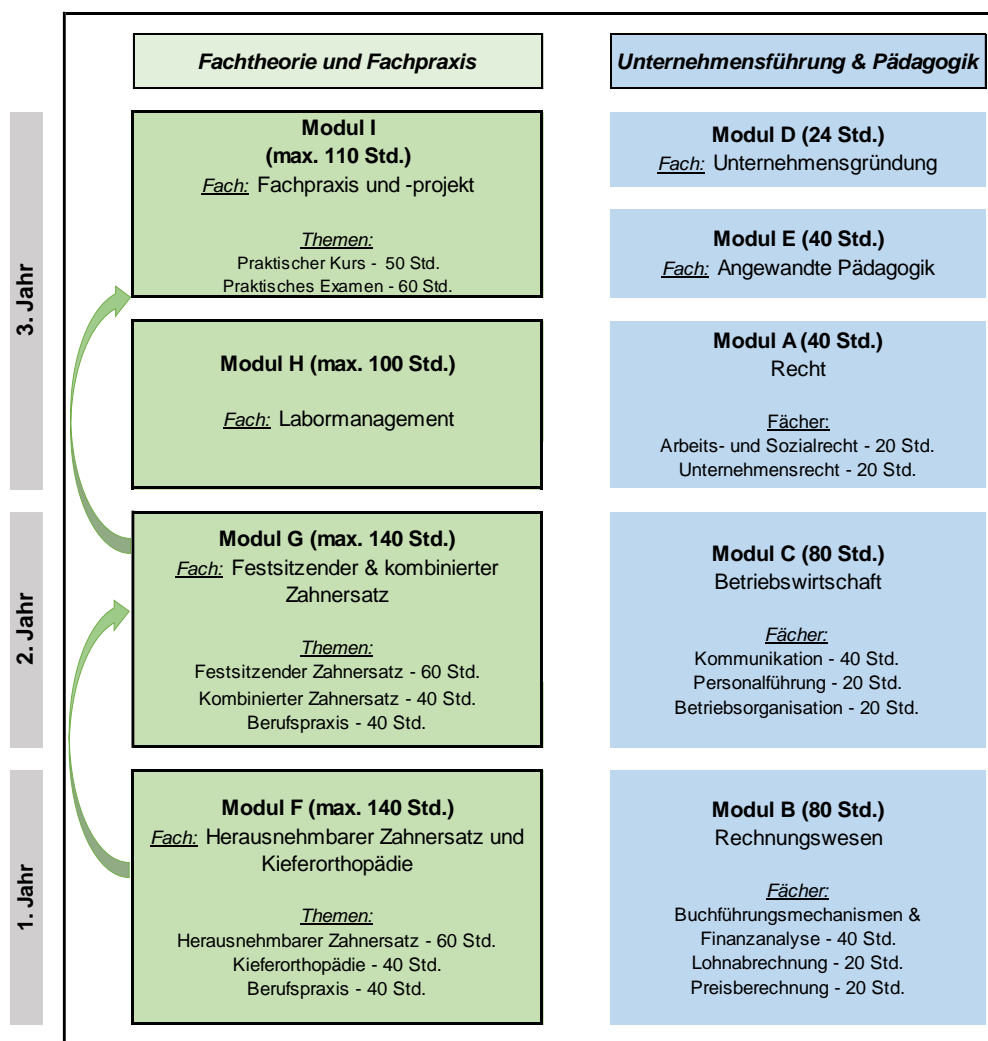 Fachtheorie und Fachpraxis
Unternehmensführung & Pädagogik
3. Jahr
Modul I
(max. 110 Std.)
Fach: Fachpraxis und -projekt
Themen:
Praktischer Kurs - 50 Std.
Praktisches Examen - 60 Std.
Modul D (24 Std.)
Fach: Unternehmensgründung
Modul E (40 Std.)
Fach: Angewandte Pädagogik
Modul H (max. 100 Std.)
Fach: Labormanagement
Modul A (40 Std.)
Recht
Fächer:
Arbeits- und Sozialrecht - 20 Std.
Unternehmensrecht - 20 Std.
2. Jahr
Modul G (max. 140 Std.)
Fach: Festsitzender & kombinierter
Zahnersatz
Themen:
Festsitzender Zahnersatz - 60 Std.
Kombinierter Zahnersatz - 40 Std.
Berufspraxis - 40 Std.
Modul C (80 Std.)
Betriebswirtschaft
Fächer:
Kommunikation - 40 Std.
Personalführung - 20 Std.
Betriebsorganisation - 20 Std.
1. Jahr
Modul F (max. 140 Std.)
Fach: Herausnehmbarer Zahnersatz und
Kieferorthopädie
Themen:
Herausnehmbarer Zahnersatz - 60 Std.
Kieferorthopädie - 40 Std.
Berufspraxis - 40 Std.
Modul B (80 Std.)
Rechnungswesen
Fächer:
Buchführungsmechanismen &
Finanzanalyse - 40 Std.
Lohnabrechnung - 20 Std.
Preisberechnung - 20 Std.